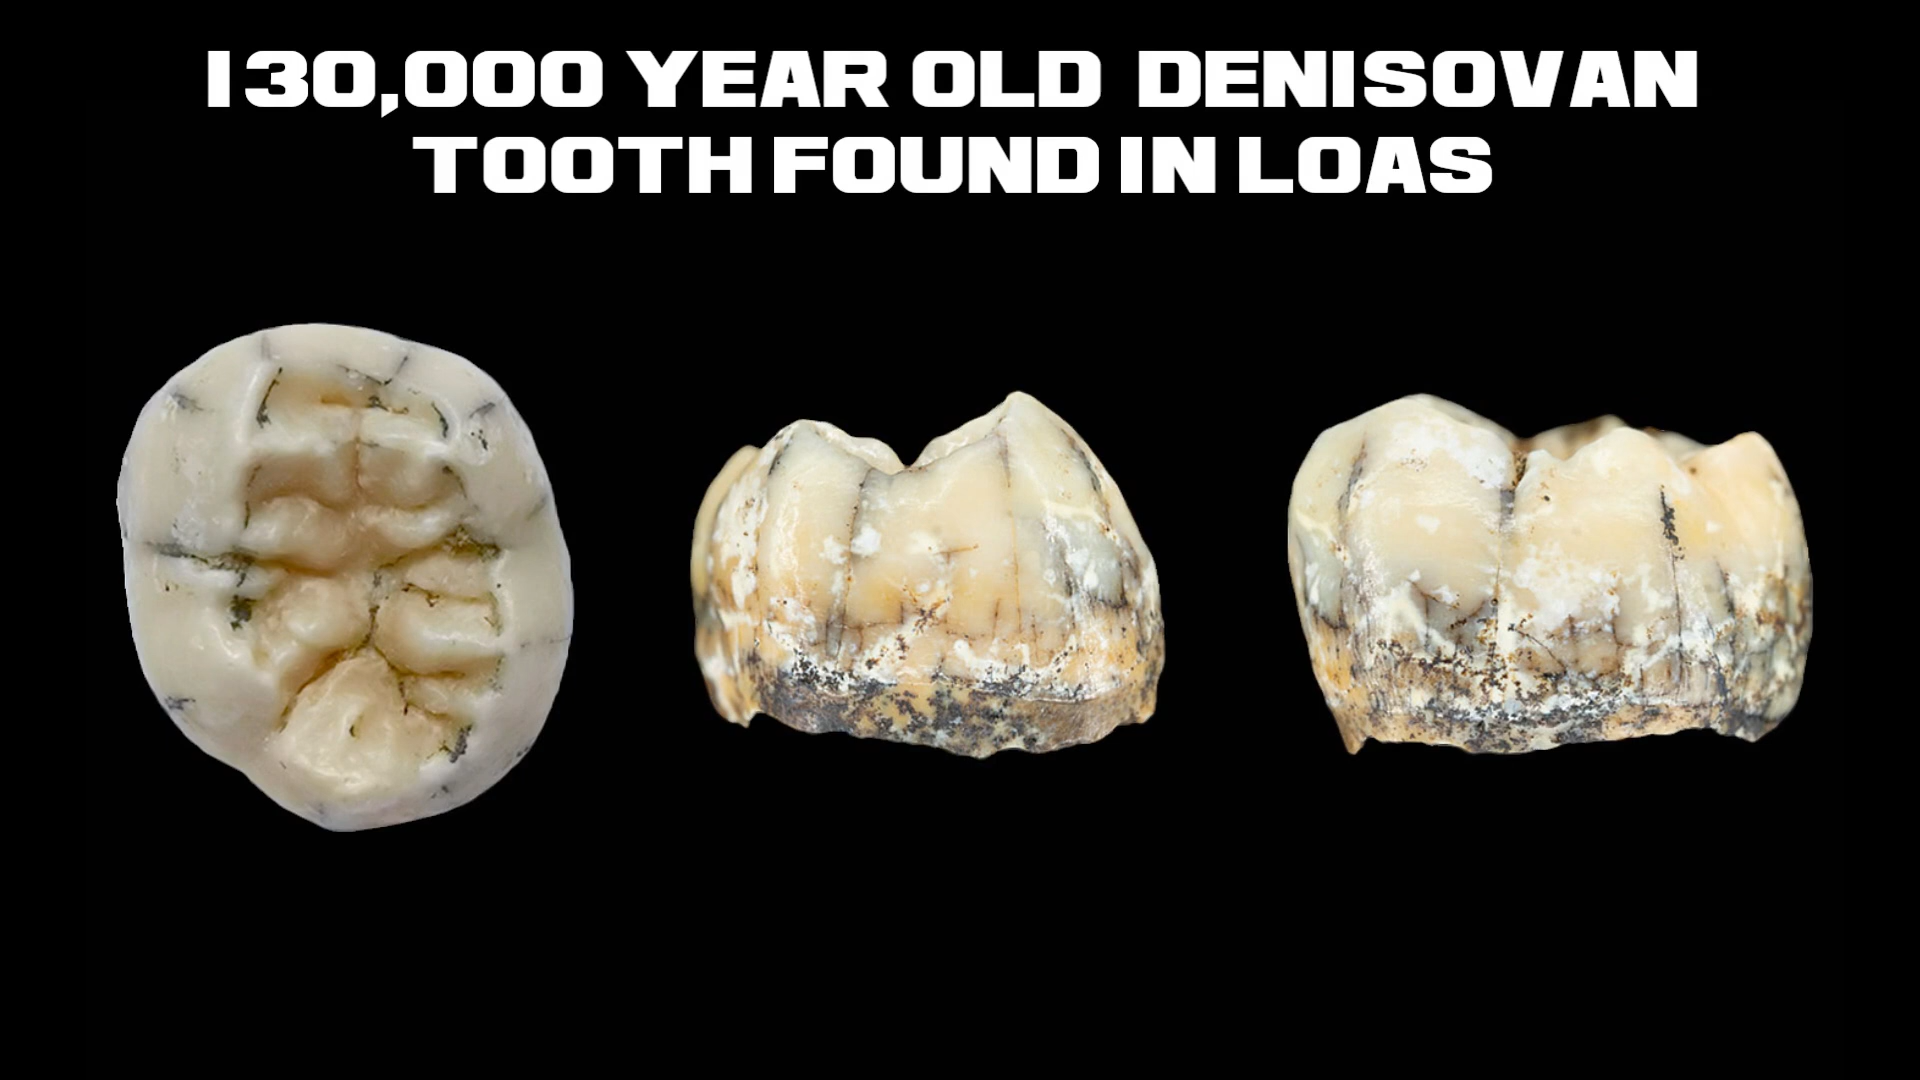 130,000 YEAR OLD DENISOVAN
TOOTH FOUND IN LOAS